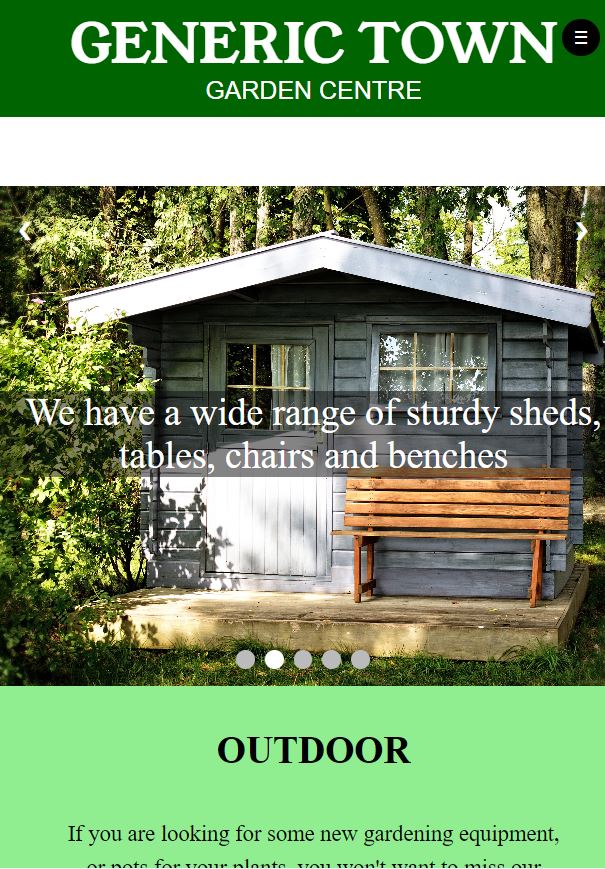 GENERIC TOWN
GARDEN CENTRE
We have a wide range of sturdy sheds,
tables, chairs and benches
OUTDOOR
If you are looking for some new gardening equipment,
or pots for your plants, you won't want to miss our